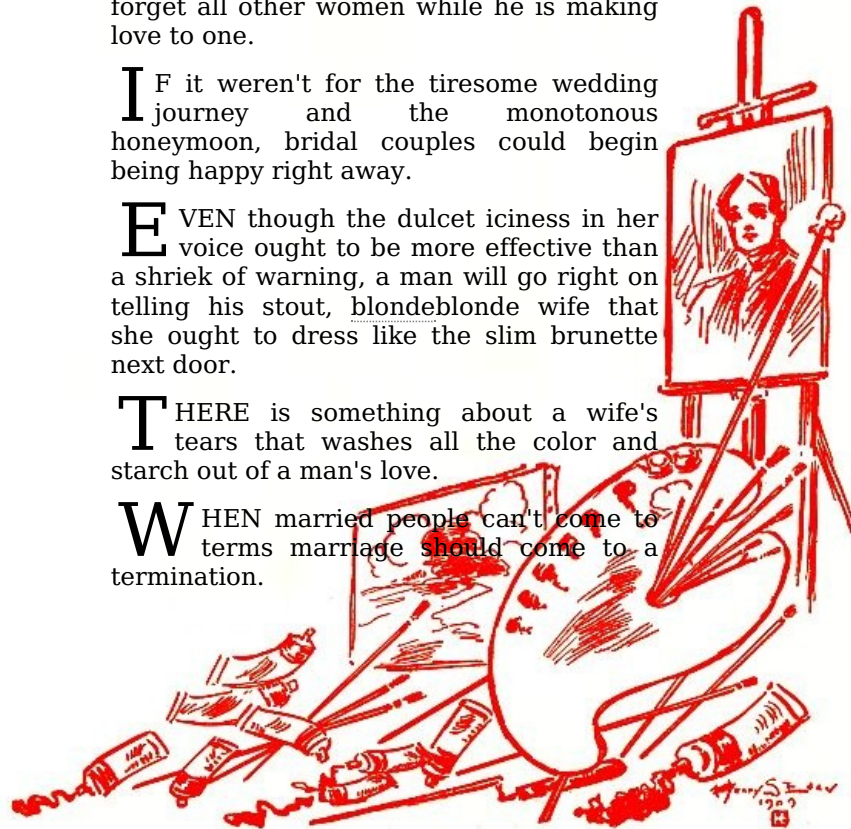 forget all other women while he is making
love to one.
IF it weren't for the tiresome wedding
journey and the monotonous
honeymoon, bridal couples could begin
being happy right away.
EVEN though the dulcet iciness in her
voice ought to be more effective than
a shriek of warning, a man will go right on
telling his stout, blondeblonde wife that
she ought to dress like the slim brunette
next door.
THERE is something about a wife's
tears that washes all the color and
starch out of a man's love.
WHEN married people can't come to
terms marriage should come to a
termination.